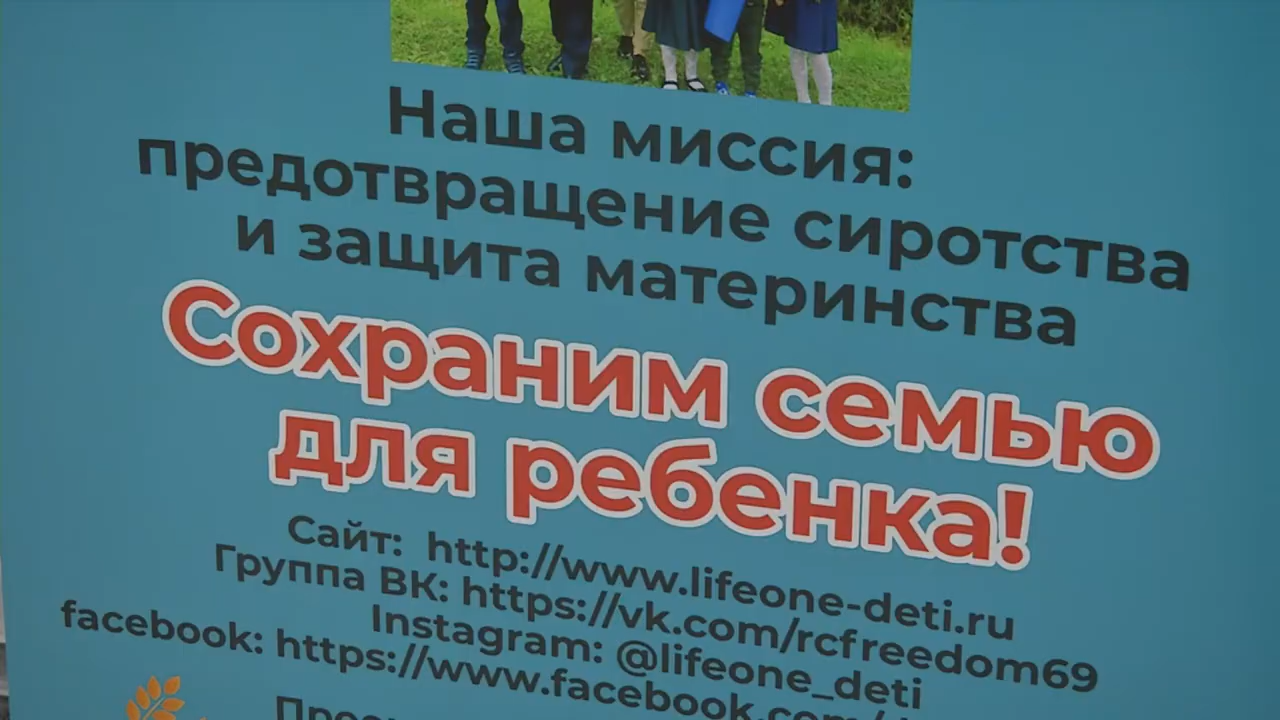 Наша миссия:
предотвращение сиротства
и защита материнства
Сохраним семью
для ребенка!
Сайт: http://www.lifeone-deti.ru
Группа ВК: https://vk.com/rcfreedom69
Instagram: @lifeone_deti
facebook: https://www.facebook.com/